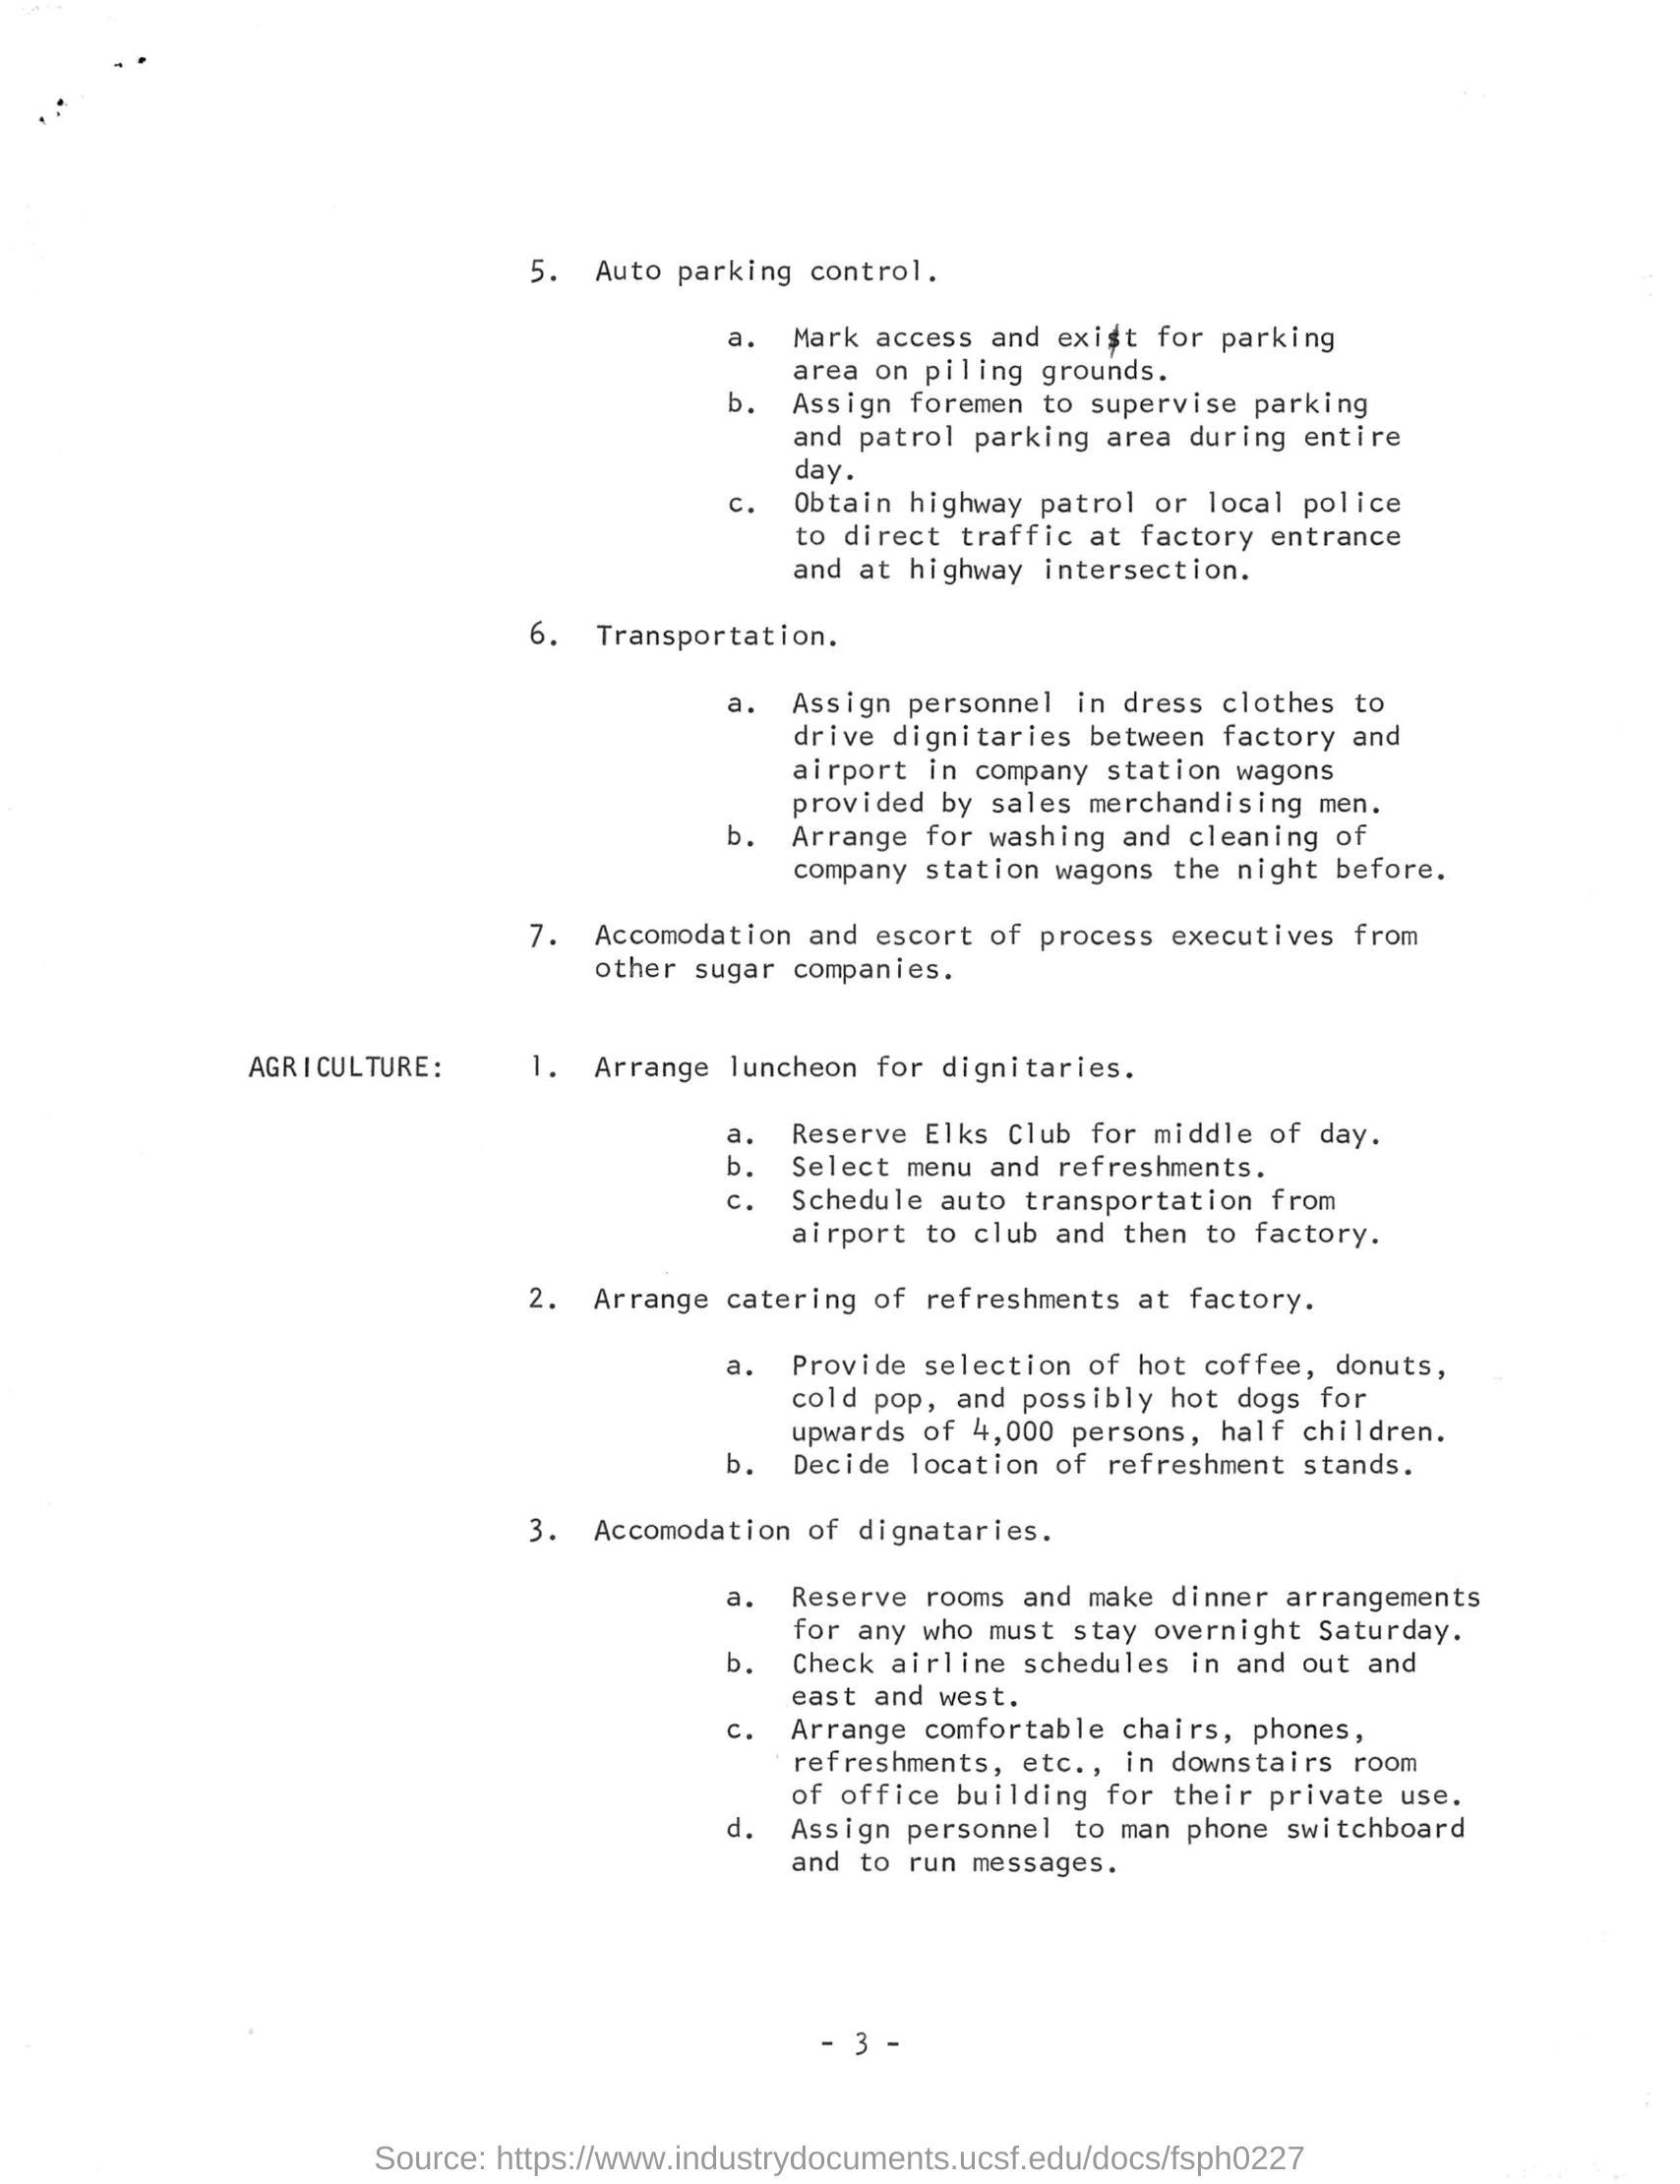 5. Auto parking control.
a. Mark access and exist for parking
area on piling grounds.
b. Assign foremen to supervise parking
and patrol parking area during entire
day.
c. Obtain highway patrol or local police
to direct traffic at factory entrance
and at highway intersection.
6. Transportation.
a. Assign personnel in dress clothes to
drive dignitaries between factory and
airport in company station wagons
provided by sales merchandising men.
b. Arrange for washing and cleaning of
company station wagons the night before.
7. Accomodation and escort of process executives from
other sugar companies.
AGRICULTURE: 1. Arrange luncheon for dignitaries.
a. Reserve Elks Club for middle of day.
b. Select menu and refreshments.
c. Schedule auto transportation from
airport to club and then to factory.
2. Arrange catering of refreshments at factory.
a. Provide selection of hot coffee, donuts,
cold pop, and possibly hot dogs for
upwards of 4,000 persons, half children.
b. Decide location of refreshment stands.
3. Accomodation of dignataries.
a. Reserve rooms and make dinner arrangements
for any who must stay overnight Saturday.
b. Check airline schedules in and out and
east and west.
c. Arrange comfortable chairs, phones,
refreshments, etc., in downstairs room
of office building for their private use.
d. Assign personnel to man phone switchboard
and to run messages.
- 3 -
Source: https://www.industrydocuments.ucsf.edu/docs/fsph0227